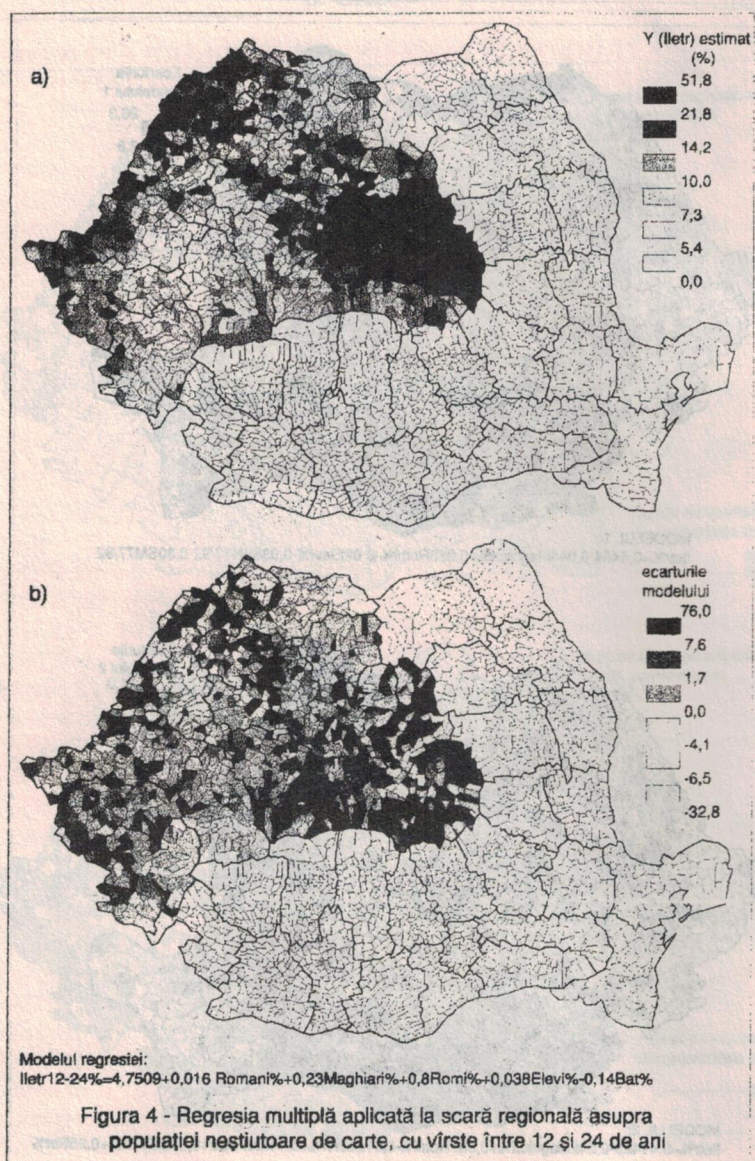 a)
Y (Iletr) estimat
(%)
51,8
21,8
14,2
10,0
7,3
5,4
0,0
b)
ecarturile
modelului
76,0
7,6
1,7
0,0
-4,1
-6,5
-32,8
Modelul regresiei:
Iletr12-24%=4,7509+0,016 Romani%+0,23Maghiari%+0,8Romi%+0,038Elevi%-0,14Bat%
Figura 4 - Regresia multiplă aplicată la scară regională asupra
populației neștiutoare de carte, cu vîrste între 12 și 24 de ani